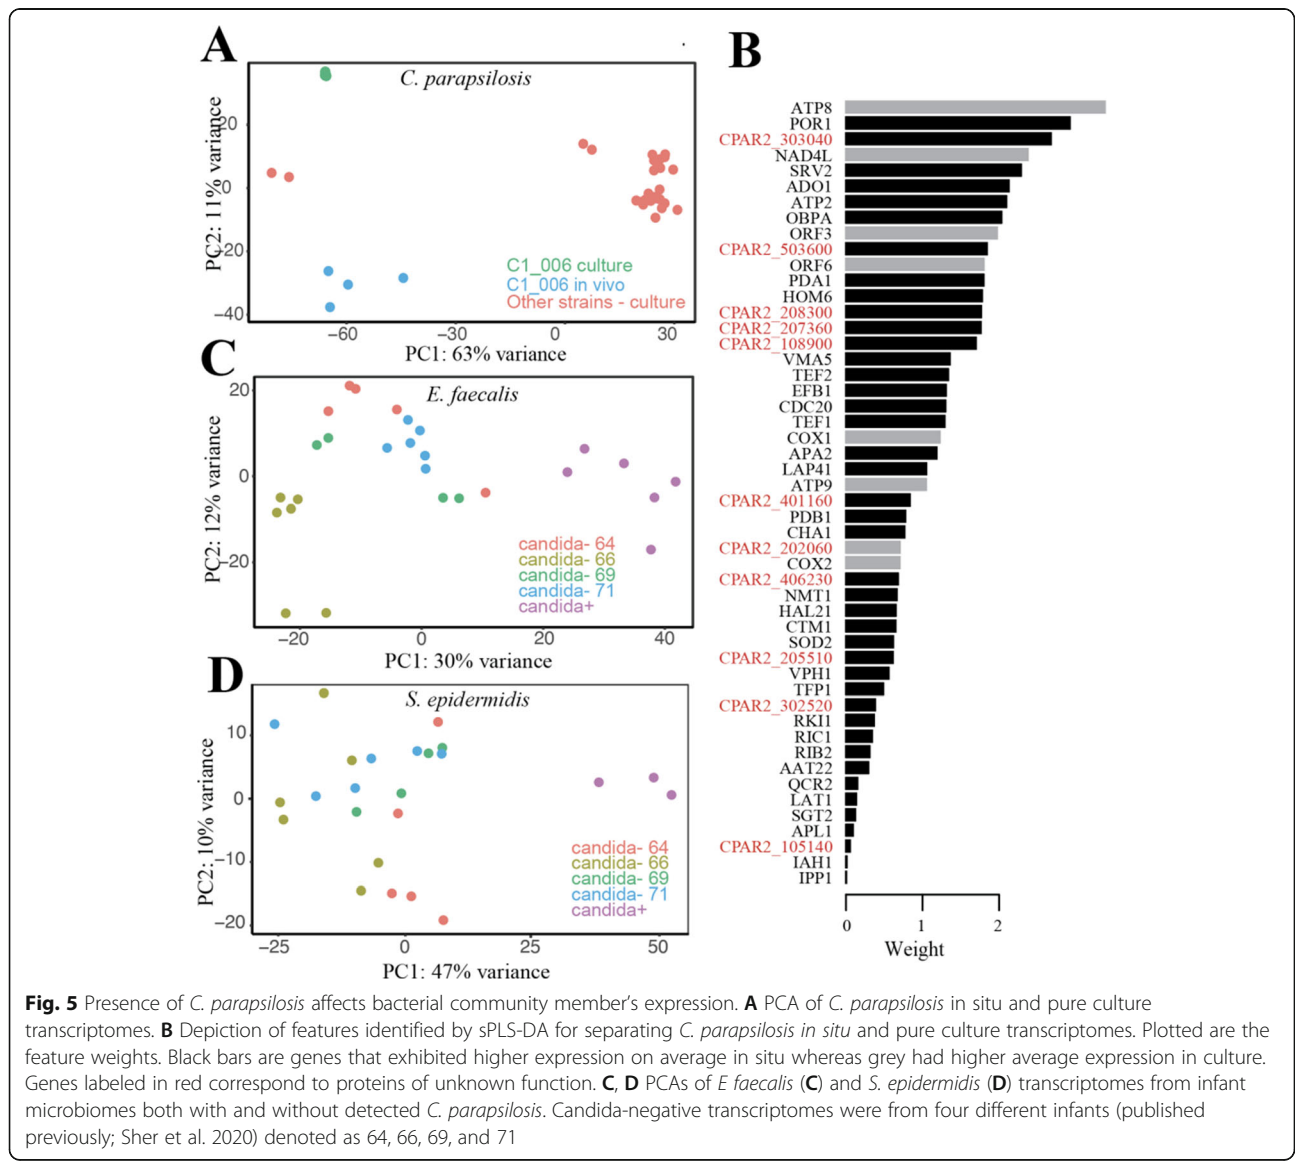 A
C. parapsilosis
20
0
−20
−40
PC2: 11% variance
C1_006 culture
C1_006 in vivo
Other strains - culture
−60
−30
0
30
PC1: 63% variance
B
ATP8
POR1
CPAR2_303040
NAD4L
SRV2
ADO1
ATP2
OBPA
ORF3
CPAR2_503600
ORF6
PDA1
HOM6
CPAR2_208300
CPAR2_207360
CPAR2_108900
VMA5
TEF2
EFB1
CDC20
TEF1
COX1
APA2
LAP41
ATP9
CPAR2_401160
PDB1
CHA1
CPAR2_202060
COX2
CPAR2_406230
NMT1
HAL21
CTM1
SOD2
CPAR2_205510
VPH1
TFP1
CPAR2_302520
RKI1
RIC1
RIB2
AAT22
QCR2
LAT1
SGT2
APL1
CPAR2_105140
IAH1
IPP1
0
1
2
Weight
C
E. faecalis
20
0
−20
PC2: 12% variance
candida- 64
candida- 66
candida- 69
candida- 71
candida+
−20
0
20
40
PC1: 30% variance
D
S. epidermidis
10
0
−10
−20
PC2: 10% variance
candida- 64
candida- 66
candida- 69
candida- 71
candida+
−25
0
25
50
PC1: 47% variance
Fig. 5 Presence of C. parapsilosis affects bacterial community member's expression. A PCA of C. parapsilosis in situ and pure culture
transcriptomes. B Depiction of features identified by sPLS-DA for separating C. parapsilosis in situ and pure culture transcriptomes. Plotted are the
feature weights. Black bars are genes that exhibited higher expression on average in situ whereas grey had higher average expression in culture.
Genes labeled in red correspond to proteins of unknown function. C, D PCAs of E faecalis (C) and S. epidermidis (D) transcriptomes from infant
microbiomes both with and without detected C. parapsilosis. Candida-negative transcriptomes were from four different infants (published
previously; Sher et al. 2020) denoted as 64, 66, 69, and 71